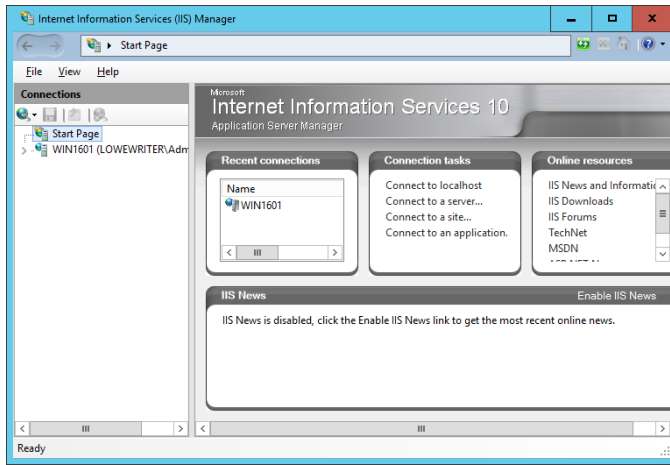 Internet Information Services (IIS) Manager
Start Page
File View Help
Connections
Start Page
WIN1601 (LOWEWRITER\Adm
Microsoft
Internet Information Services 10
Application Server Manager
Recent connections
Name
WIN1601
Connection tasks
Connect to localhost
Connect to a server...
Connect to a site...
Connect to an application.
Online resources
IIS News and Informatic
IIS Downloads
IIS Forums
TechNet
MSDN
IIS News
Enable IIS News
IIS News is disabled, click the Enable IIS News link to get the most recent online news.
Ready